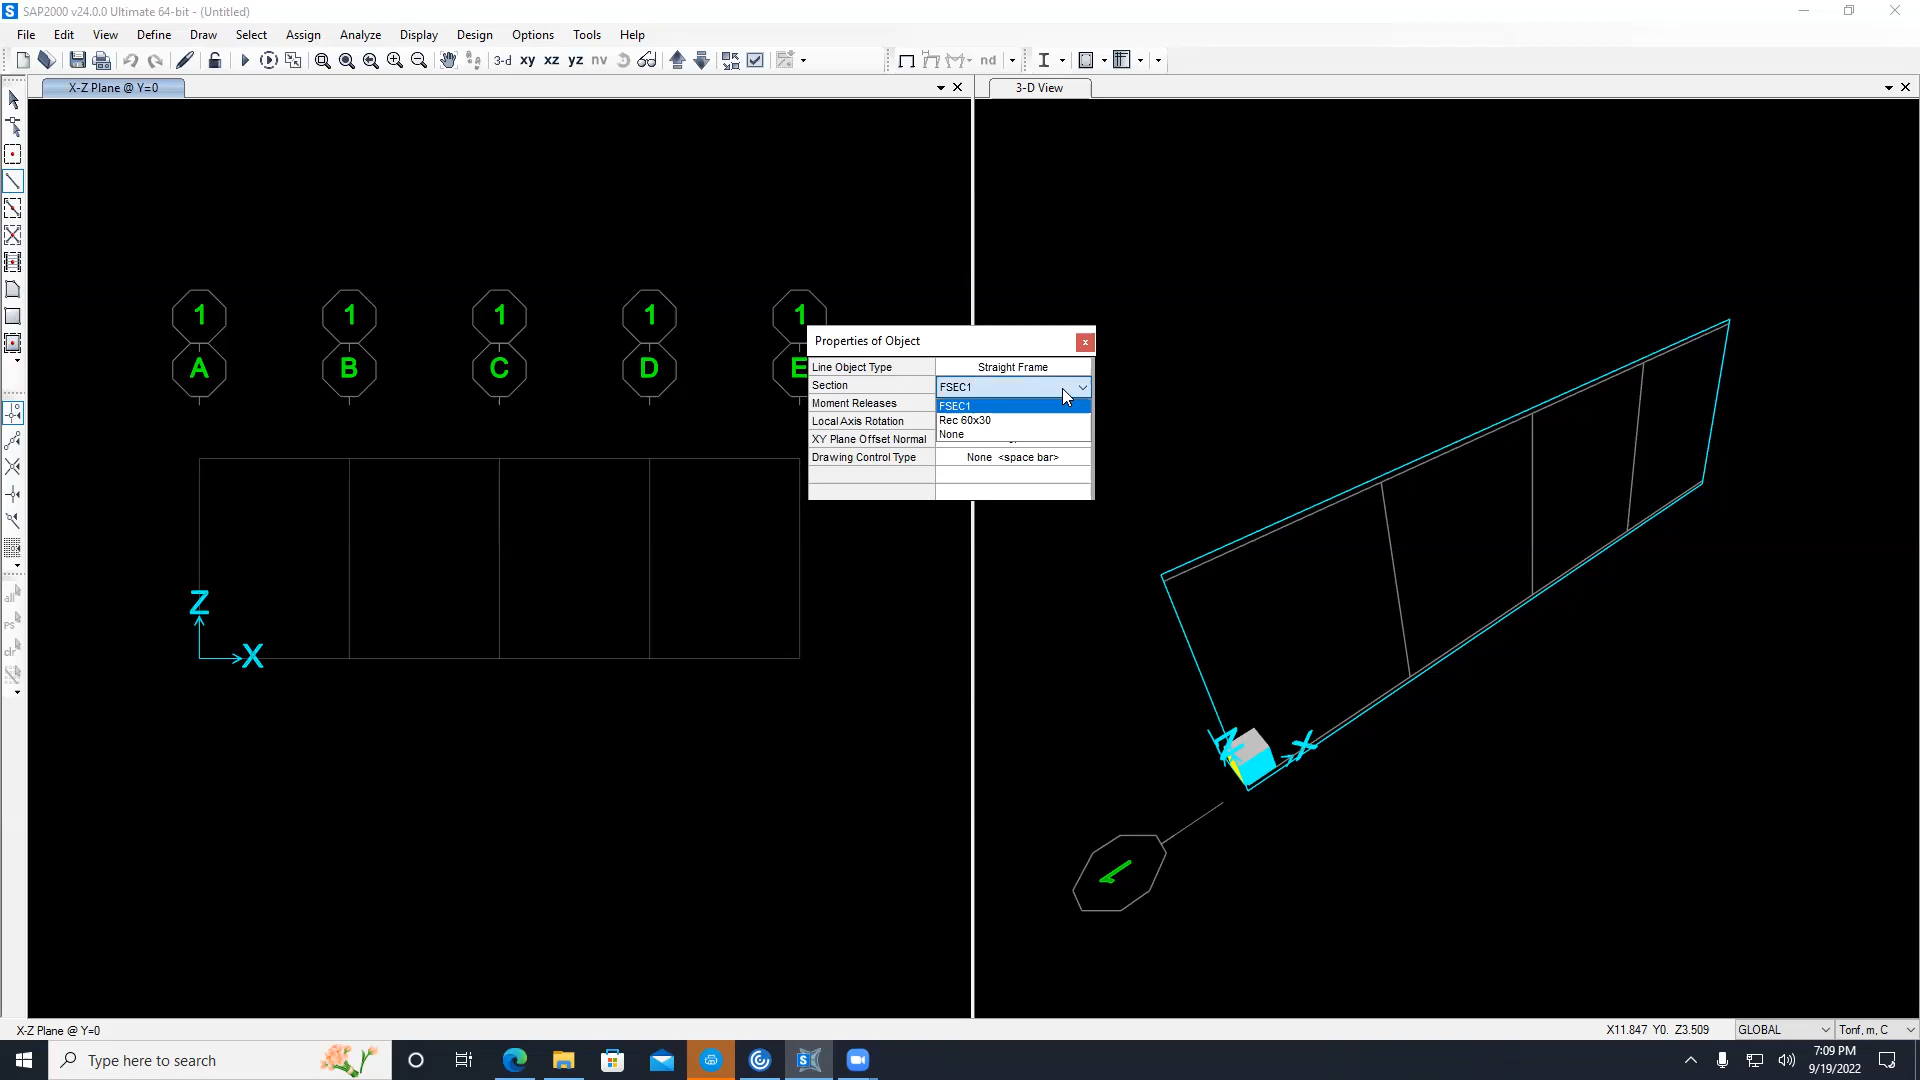 SAP2000 v24.0.0 Ultimate 64-bit - (Untitled)
File Edit View Define Draw Select Assign Analyze Display Design Options Tools Help
3-d xy xz yz nv nd
X-Z Plane @ Y=0
3-D View
1 1 1 1 1
A B C D E
Properties of Object
Line Object Type Straight Frame
Section FSEC1
Moment Releases FSEC1
Local Axis Rotation Rec 60x30
XY Plane Offset Normal None
Drawing Control Type None <space bar>
Z
X
Z
X
1
all
ps
clr
X-Z Plane @ Y=0
X11.847 Y0. Z3.509
GLOBAL
Tonf, m, C
Type here to search
7:09 PM
9/19/2022